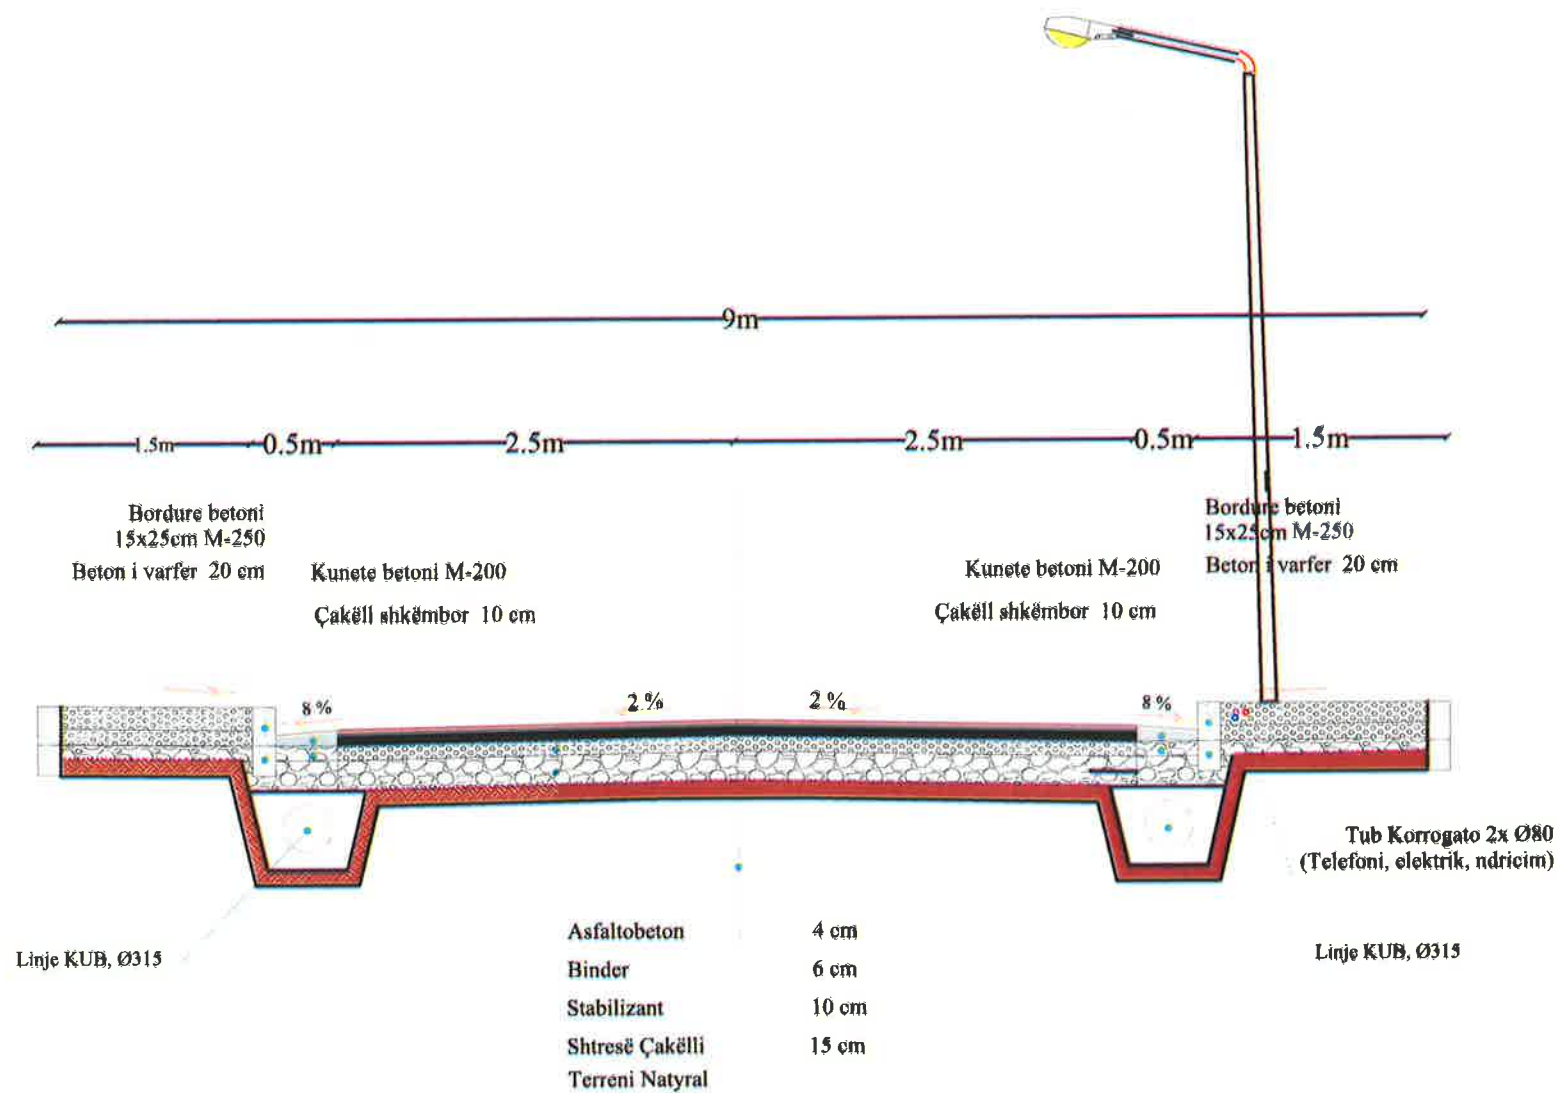 9m
1.5m 0.5m 2.5m 2.5m 0.5m 1.5m
Bordure betoni
15x25cm M-250
Beton i varfer 20 cm
Kunete betoni M-200
Çakëll shkëmbor 10 cm
Kunete betoni M-200
Çakëll shkëmbor 10 cm
Bordure betoni
15x25cm M-250
Beton i varfer 20 cm
8 % 2 % 2 % 8 %
Tub Korrogato 2x Ø80
(Telefoni, elektrik, ndricim)
Linje KUB, Ø315
Linje KUB, Ø315
Asfaltobeton 4 cm
Binder 6 cm
Stabilizant 10 cm
Shtresë Çakëlli 15 cm
Terreni Natyral